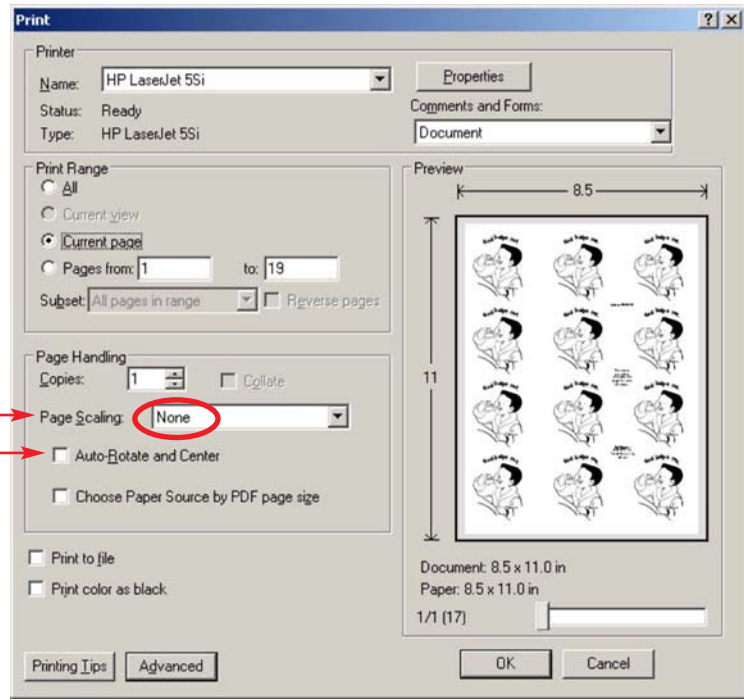 Print
Printer
Name: HP LaserJet 5Si
Properties
Status: Ready
Comments and Forms:
Type: HP LaserJet 5Si
Document
Print Range
All
Current view
Current page
Pages from: 1 to: 19
Subset: All pages in range Reverse pages
Preview
8.5
11
Page Handling
Copies: 1 Collate
Page Scaling: None
Auto-Rotate and Center
Choose Paper Source by PDF page size
Print to file
Print color as black
Document: 8.5 x 11.0 in
Paper: 8.5 x 11.0 in
1/1 (17)
Printing Tips
Advanced
OK
Cancel